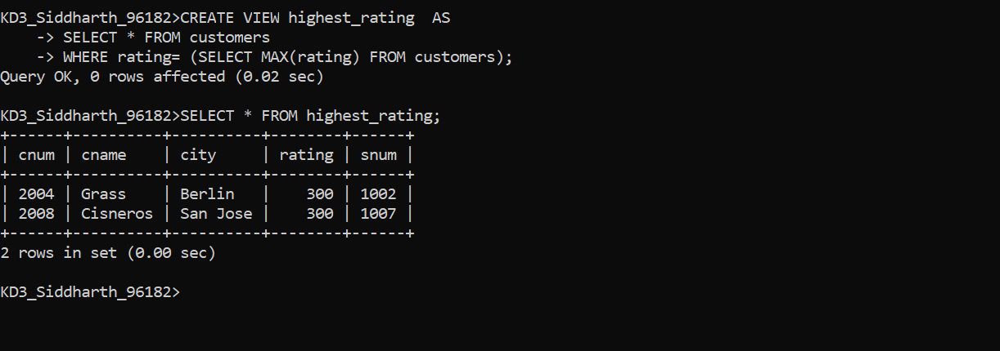 KD3_Siddharth_96182>CREATE VIEW highest_rating  AS
    -> SELECT * FROM customers
    -> WHERE rating= (SELECT MAX(rating) FROM customers);
Query OK, 0 rows affected (0.02 sec)

KD3_Siddharth_96182>SELECT * FROM highest_rating;
+------+----------+----------+--------+------+
| cnum | cname    | city     | rating | snum |
+------+----------+----------+--------+------+
| 2004 | Grass    | Berlin   |    300 | 1002 |
| 2008 | Cisneros | San Jose |    300 | 1007 |
+------+----------+----------+--------+------+
2 rows in set (0.00 sec)

KD3_Siddharth_96182>